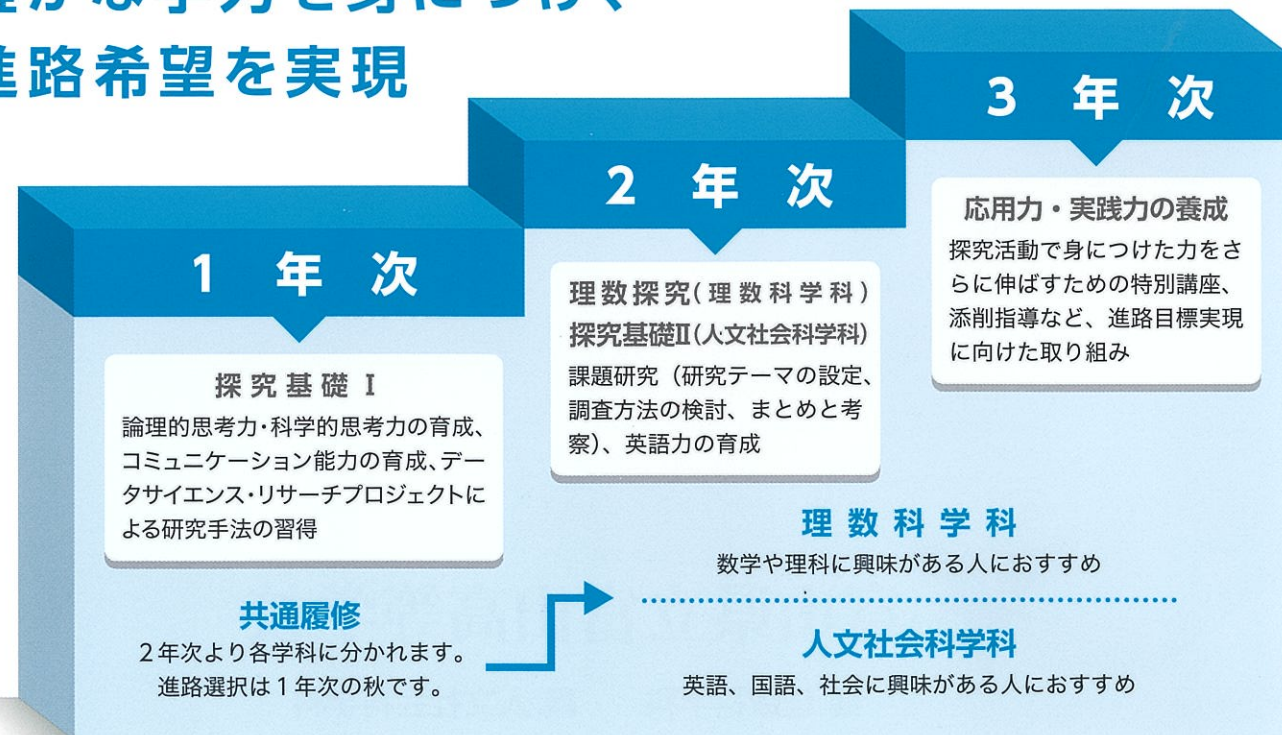 確かな学力を身につけ、
進路希望を実現
1年次
探究基礎 I
論理的思考力・科学的思考力の育成、
コミュニケーション能力の育成、デー
タサイエンス・リサーチプロジェクトに
よる研究手法の習得
共通履修
2年次より各学科に分かれます。
進路選択は1年次の秋です。
2年次
理数探究(理数科学科)
探究基礎Ⅱ(人文社会科学科)
課題研究（研究テーマの設定、
調査方法の検討、まとめと考
察）、英語力の育成
3年次
応用力・実践力の養成
探究活動で身につけた力をさ
らに伸ばすための特別講座、
添削指導など、進路目標実現
に向けた取り組み
理数科学科
数学や理科に興味がある人におすすめ
人文社会科学科
英語、国語、社会に興味がある人におすすめ